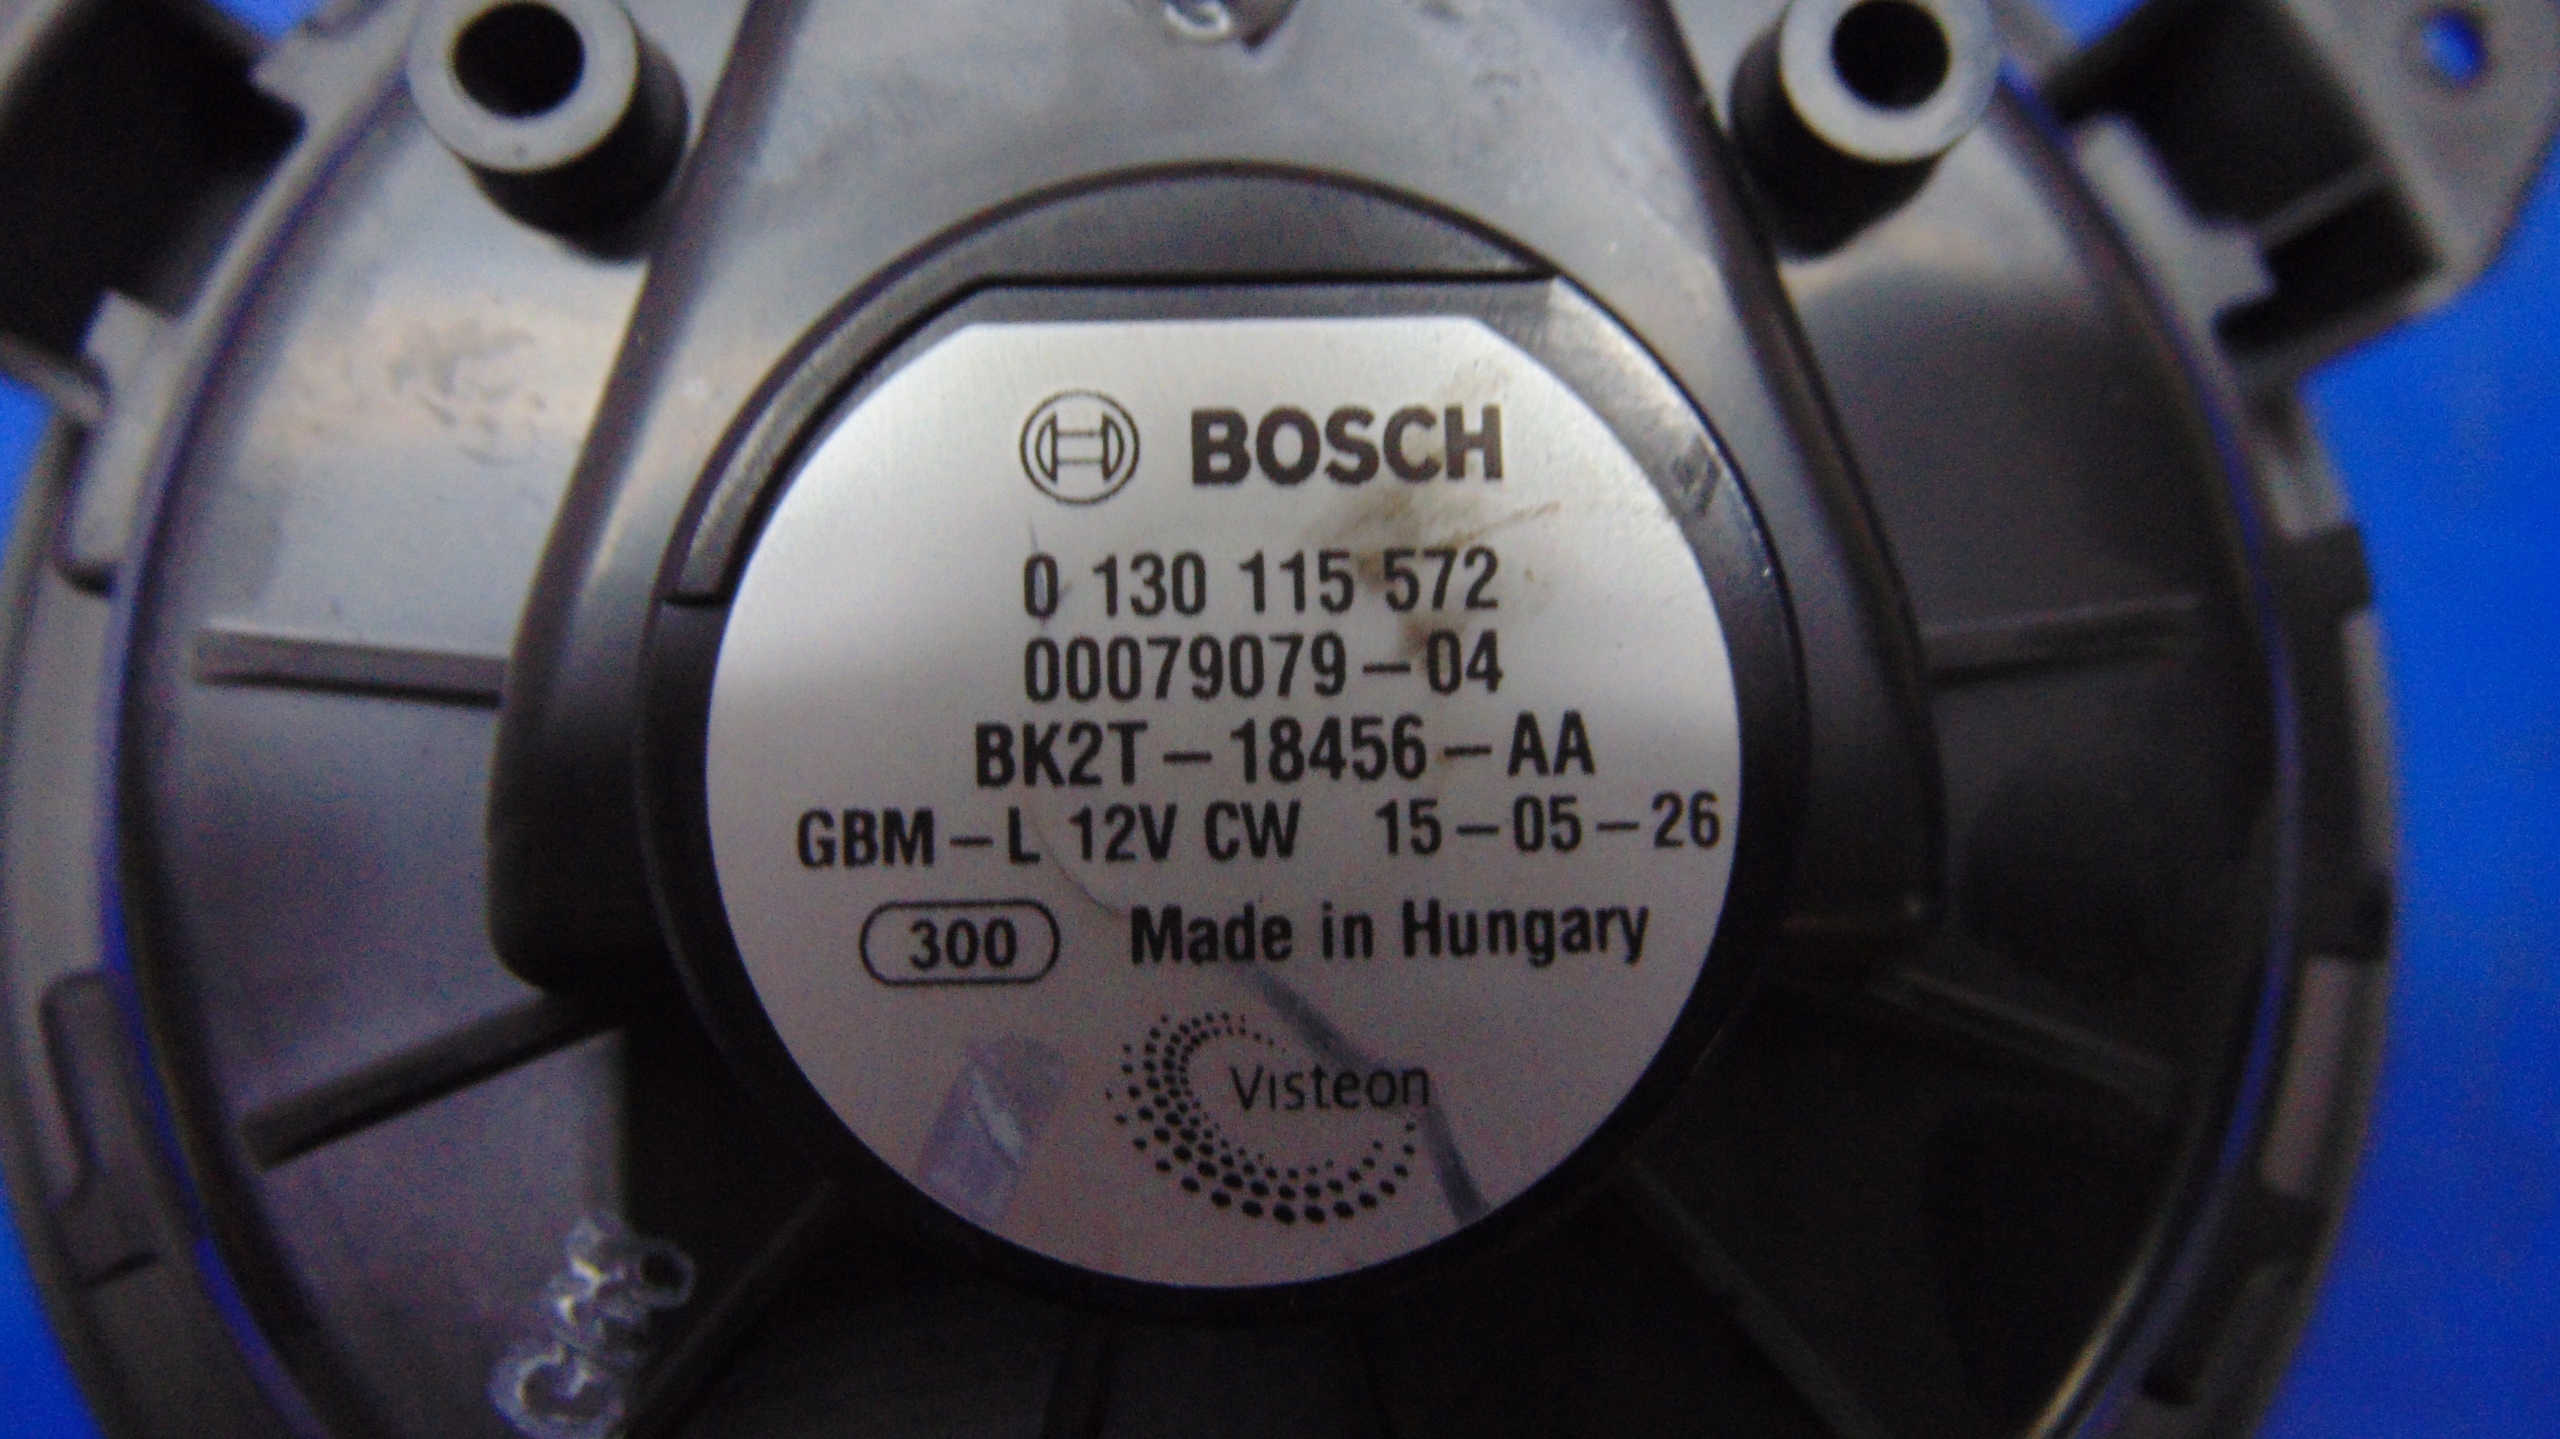 BOSCH
0 130 115 572
00079079-04
BK2T-18456-AA
GBM-L 12V CW 15-05-26
300 Made in Hungary
Visteon